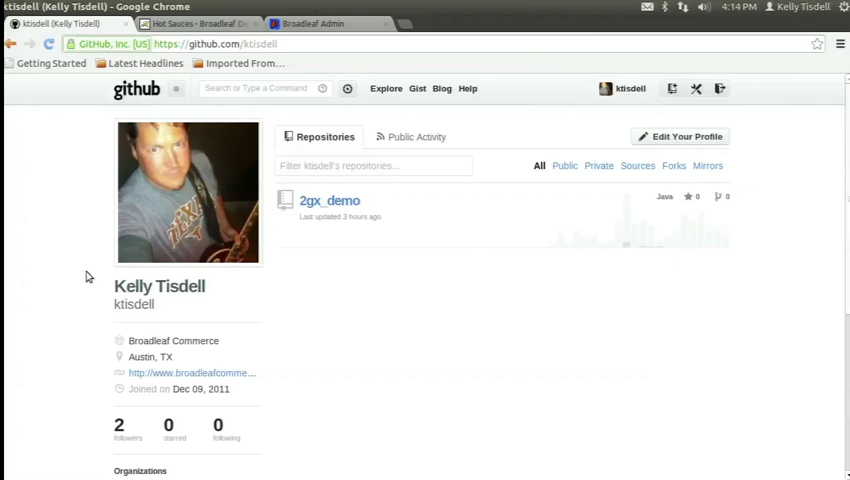 ktisdell (Kelly Tisdell) - Google Chrome
4:14 PM Kelly Tisdell
ktisdell (Kelly Tisdell) ×
Hot Sauces - Broadleaf De ×
Broadleaf Admin ×
GitHub, Inc. [US] https://github.com/ktisdell
Getting Started Latest Headlines Imported From…
github
Search or Type a Command
Explore Gist Blog Help
ktisdell
Repositories
Public Activity
Edit Your Profile
Filter ktisdell's repositories…
All Public Private Sources Forks Mirrors
2gx_demo
Java 0 0
Last updated 3 hours ago
TEXAS
Kelly Tisdell
ktisdell
Broadleaf Commerce
Austin, TX
http://www.broadleafcomme…
Joined on Dec 09, 2011
2 0 0
followers starred following
Organizations